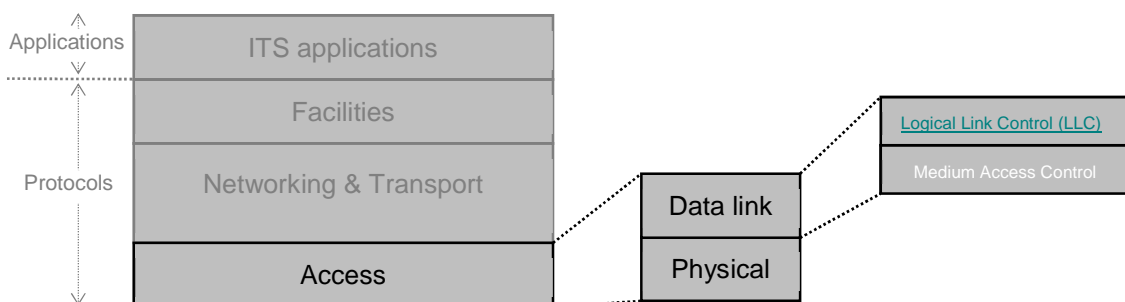 Applications
ITS applications
Facilities
Logical Link Control (LLC)
Protocols
Networking & Transport
Medium Access Control
Data link
Access
Physical